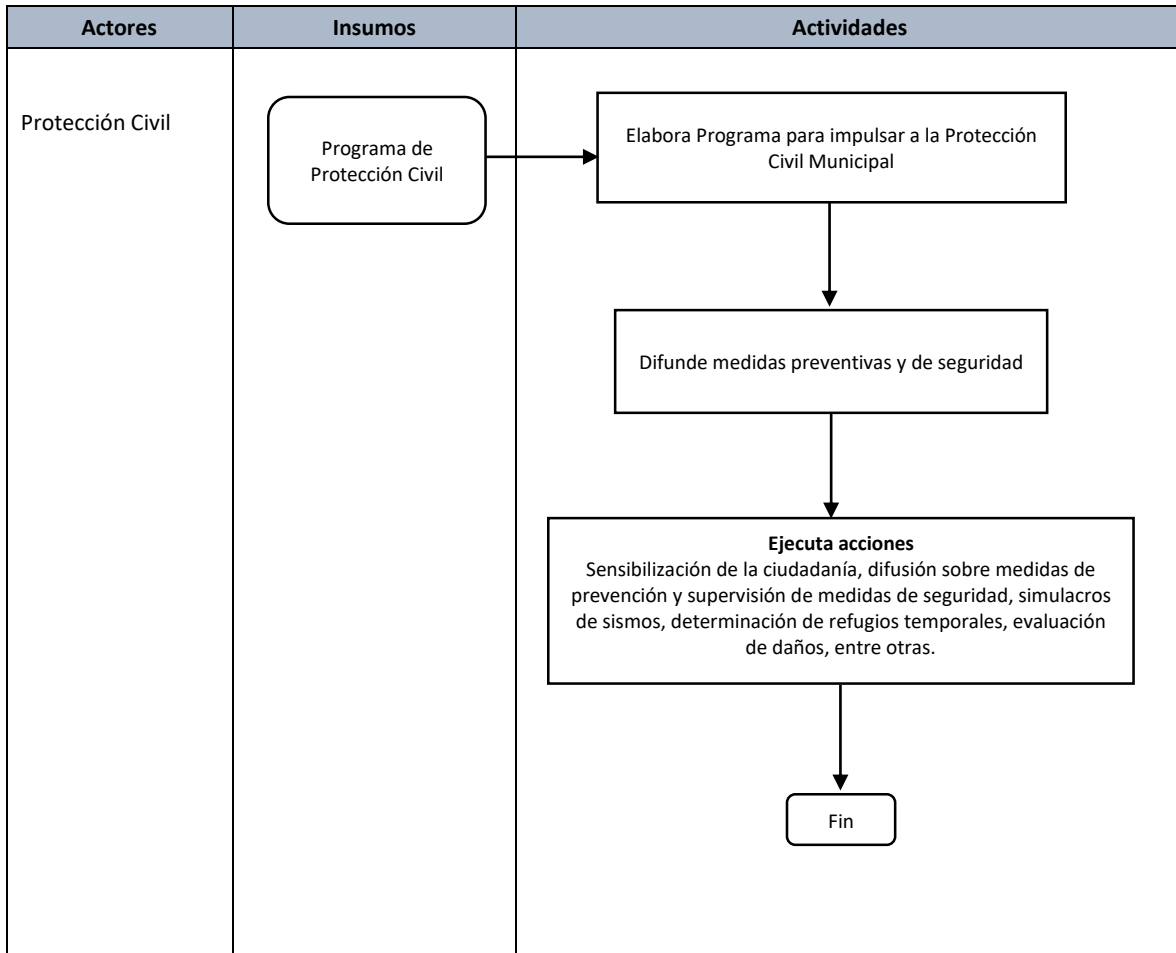 Actores
Insumos
Actividades
Protección Civil
Programa de
Protección Civil
Elabora Programa para impulsar a la Protección
Civil Municipal
Difunde medidas preventivas y de seguridad
Ejecuta acciones
Sensibilización de la ciudadanía, difusión sobre medidas de
prevención y supervisión de medidas de seguridad, simulacros
de sismos, determinación de refugios temporales, evaluación
de daños, entre otras.
Fin